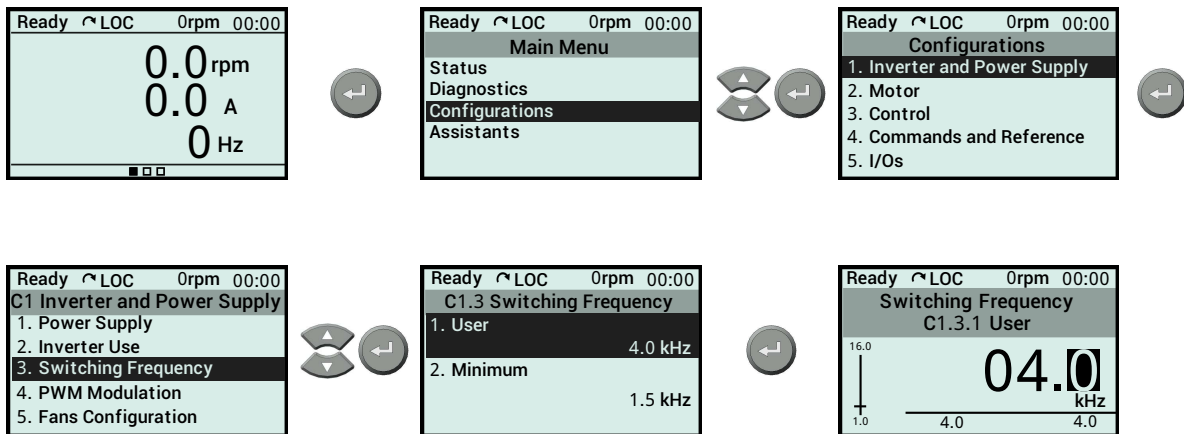 Ready LOC 0rpm 00:00
0.0 rpm
0.0 A
0 Hz
Ready LOC 0rpm 00:00
Main Menu
Status
Diagnostics
Configurations
Assistants
Ready LOC 0rpm 00:00
Configurations
1. Inverter and Power Supply
2. Motor
3. Control
4. Commands and Reference
5. I/Os
Ready LOC 0rpm 00:00
C1 Inverter and Power Supply
1. Power Supply
2. Inverter Use
3. Switching Frequency
4. PWM Modulation
5. Fans Configuration
Ready LOC 0rpm 00:00
C1.3 Switching Frequency
1. User
4.0 kHz
2. Minimum
1.5 kHz
Ready LOC 0rpm 00:00
Switching Frequency
C1.3.1 User
16.0
04.0
kHz
1.0 4.0 4.0